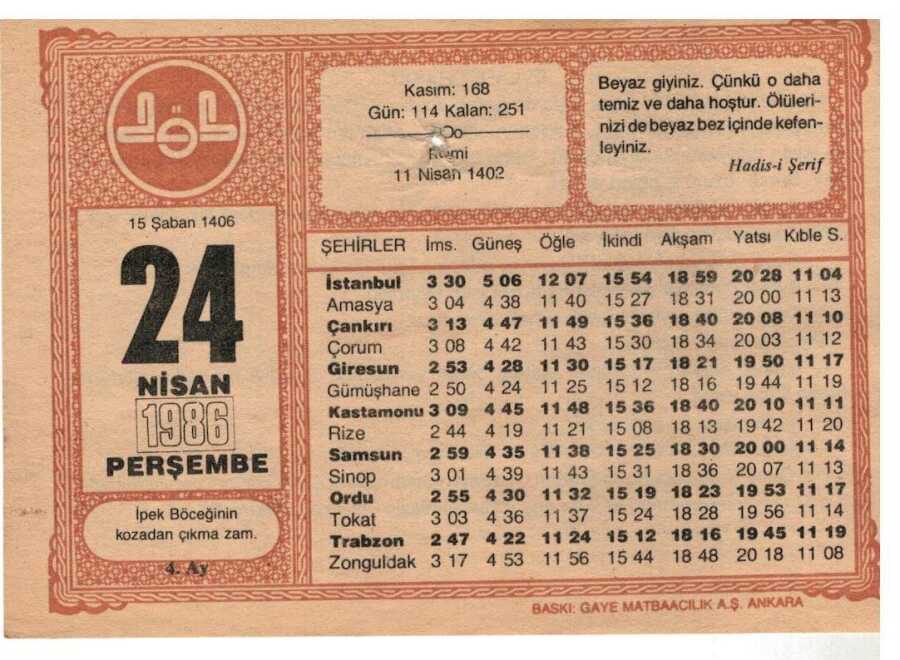 Kasım: 168
Gün: 114 Kalan: 251
oOo
Rumi
11 Nisan 1402
Beyaz giyiniz. Çünkü o daha
temiz ve daha hoştur. Ölüleri-
nizi de beyaz bez içinde kefen-
leyiniz.
Hadis-i Şerif
15 Şaban 1406
24
NİSAN
1986
PERŞEMBE
İpek Böceğinin
kozadan çıkma zam.
4. Ay
ŞEHİRLER İms. Güneş Öğle İkindi Akşam Yatsı Kıble S.
İstanbul 3 30 5 06 12 07 15 54 18 59 20 28 11 04
Amasya 3 04 4 38 11 40 15 27 18 31 20 00 11 13
Çankırı 3 13 4 47 11 49 15 36 18 40 20 08 11 10
Çorum 3 08 4 42 11 43 15 30 18 34 20 03 11 12
Giresun 2 53 4 28 11 30 15 17 18 21 19 50 11 17
Gümüşhane 2 50 4 24 11 25 15 12 18 16 19 44 11 19
Kastamonu 3 09 4 45 11 48 15 36 18 40 20 10 11 11
Rize 2 44 4 19 11 21 15 08 18 13 19 42 11 20
Samsun 2 59 4 35 11 38 15 25 18 30 20 00 11 14
Sinop 3 01 4 39 11 43 15 31 18 36 20 07 11 13
Ordu 2 55 4 30 11 32 15 19 18 23 19 53 11 17
Tokat 3 03 4 36 11 37 15 24 18 28 19 56 11 14
Trabzon 2 47 4 22 11 24 15 12 18 16 19 45 11 19
Zonguldak 3 17 4 53 11 56 15 44 18 48 20 18 11 08
BASKI: GAYE MATBAACILIK A.Ş. ANKARA